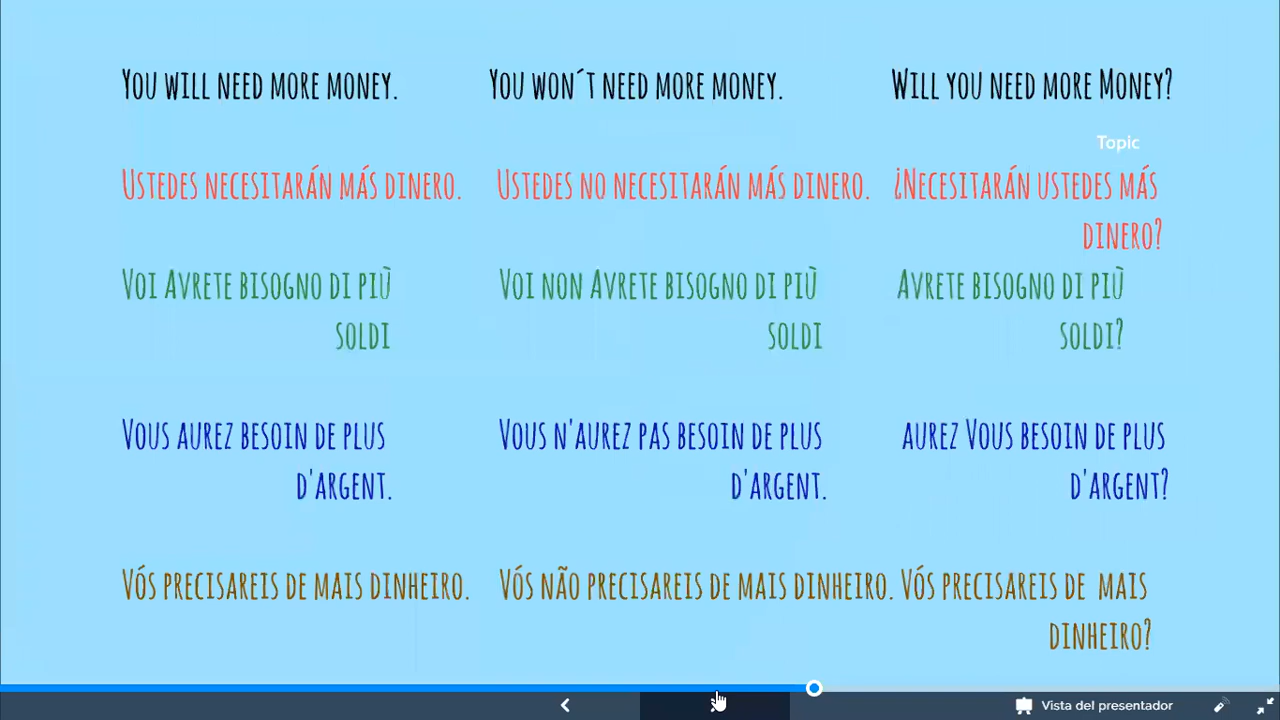 You will need more money.
You won´t need more money.
Will you need more Money?
Topic
Ustedes necesitarán más dinero.
Ustedes no necesitarán más dinero.
¿Necesitarán ustedes más
dinero?
Voi Avrete bisogno di più
soldi
Voi non Avrete bisogno di più
soldi
Avrete bisogno di più
soldi?
Vous aurez besoin de plus
d'argent.
Vous n'aurez pas besoin de plus
d'argent.
aurez Vous besoin de plus
d'argent?
Vós precisareis de mais dinheiro.
Vós não precisareis de mais dinheiro.
Vós precisareis de mais
dinheiro?
Vista del presentador